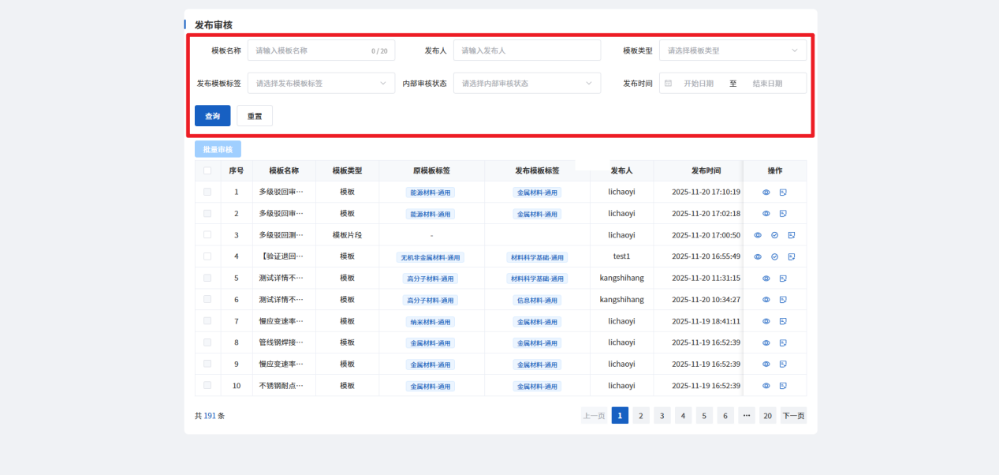 发布审核
模板名称 请输入模板名称 0 / 20 发布人 请输入发布人 模板类型 请选择模板类型
发布模板标签 请选择发布模板标签 内部审核状态 请选择内部审核状态 发布时间 开始日期 至 结束日期
查询 重置
批量审核
序号 模板名称 模板类型 原模板标签 发布模板标签 发布人 发布时间 操作
1 多级驳回审… 模板 能源材料-通用 金属材料-通用 lichaoyi 2025-11-20 17:10:19
2 多级驳回审… 模板 能源材料-通用 金属材料-通用 lichaoyi 2025-11-20 17:02:18
3 多级驳回测… 模板片段 - lichaoyi 2025-11-20 17:00:50
4 【验证退回… 模板 无机非金属材料-通用 材料科学基础-通用 test1 2025-11-20 16:55:49
5 测试详情不… 模板 高分子材料-通用 材料科学基础-通用 kangshihang 2025-11-20 11:31:15
6 测试详情不… 模板 高分子材料-通用 信息材料-通用 kangshihang 2025-11-20 10:34:27
7 慢应变速率… 模板 纳米材料-通用 金属材料-通用 lichaoyi 2025-11-19 18:41:11
8 管线钢焊接… 模板 金属材料-通用 金属材料-通用 lichaoyi 2025-11-19 16:52:39
9 慢应变速率… 模板 金属材料-通用 金属材料-通用 lichaoyi 2025-11-19 16:52:39
10 不锈钢耐点… 模板 金属材料-通用 金属材料-通用 lichaoyi 2025-11-19 16:52:39
共 191 条 上一页 1 2 3 4 5 6 ··· 20 下一页